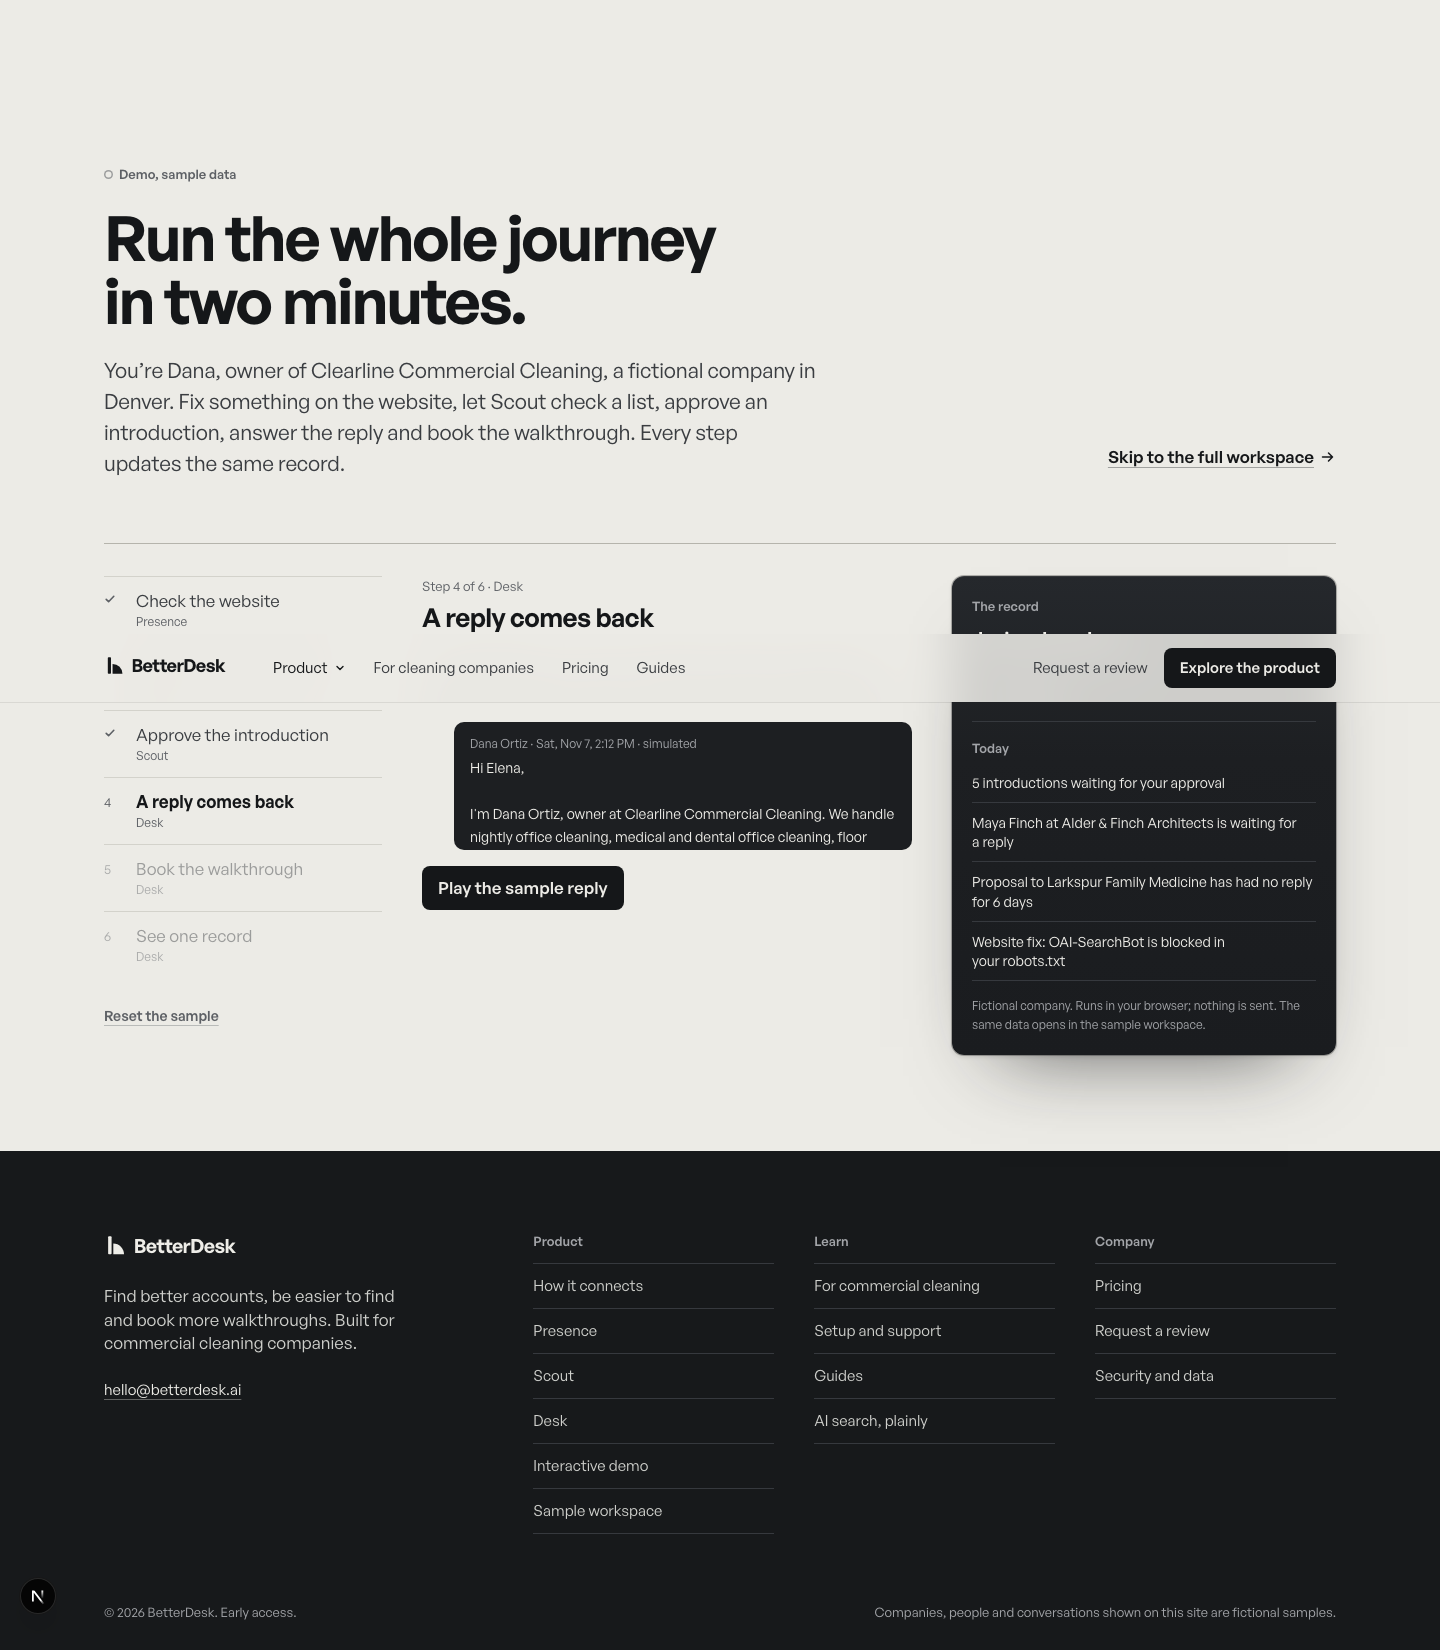 Demo, sample data
Run the whole journey
in two minutes.
You’re Dana, owner of Clearline Commercial Cleaning, a fictional company in
Denver. Fix something on the website, let Scout check a list, approve an
introduction, answer the reply and book the walkthrough. Every step
updates the same record.
Skip to the full workspace
Check the website
Presence
Step 4 of 6 · Desk
A reply comes back
The record
BetterDesk
Product
For cleaning companies
Pricing
Guides
Request a review
Explore the product
Approve the introduction
Scout
4
A reply comes back
Desk
5
Book the walkthrough
Desk
6
See one record
Desk
Reset the sample
Dana Ortiz · Sat, Nov 7, 2:12 PM · simulated
Hi Elena,
I'm Dana Ortiz, owner at Clearline Commercial Cleaning. We handle
nightly office cleaning, medical and dental office cleaning, floor
Play the sample reply
Today
5 introductions waiting for your approval
Maya Finch at Alder & Finch Architects is waiting for
a reply
Proposal to Larkspur Family Medicine has had no reply
for 6 days
Website fix: OAI-SearchBot is blocked in
your robots.txt
Fictional company. Runs in your browser; nothing is sent. The
same data opens in the sample workspace.
BetterDesk
Find better accounts, be easier to find
and book more walkthroughs. Built for
commercial cleaning companies.
hello@betterdesk.ai
Product
How it connects
Presence
Scout
Desk
Interactive demo
Sample workspace
Learn
For commercial cleaning
Setup and support
Guides
AI search, plainly
Company
Pricing
Request a review
Security and data
N
© 2026 BetterDesk. Early access.
Companies, people and conversations shown on this site are fictional samples.